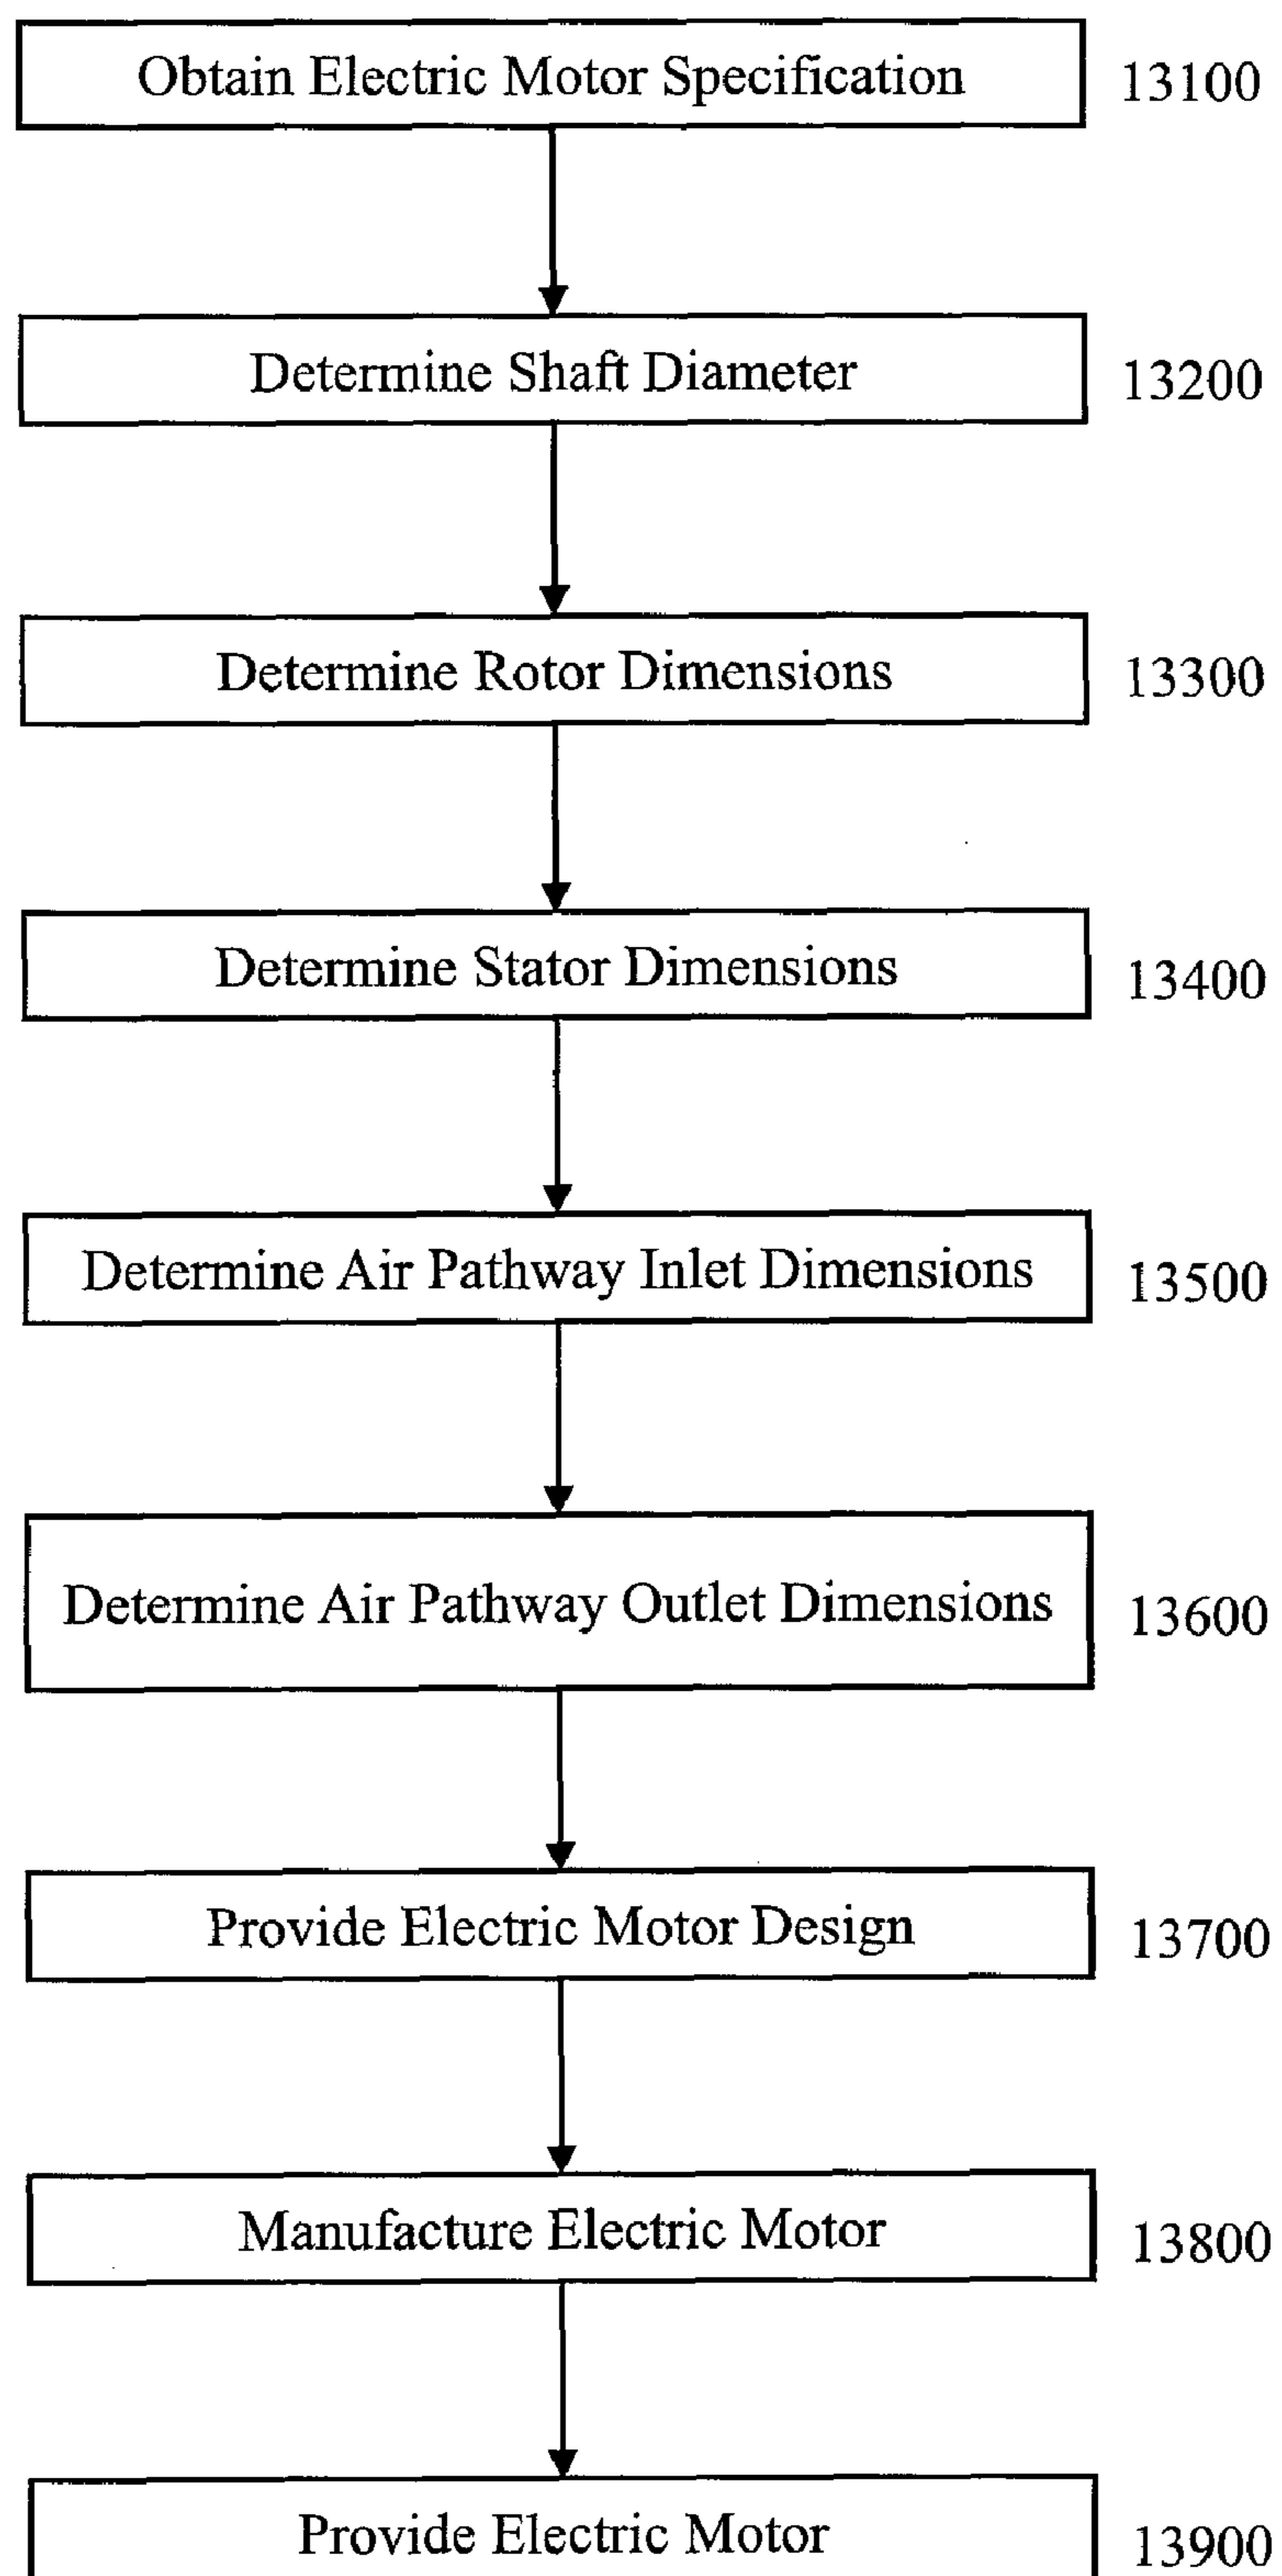 Obtain Electric Motor Specification 13100
Determine Shaft Diameter 13200
Determine Rotor Dimensions 13300
Determine Stator Dimensions 13400
Determine Air Pathway Inlet Dimensions 13500
Determine Air Pathway Outlet Dimensions 13600
Provide Electric Motor Design 13700
Manufacture Electric Motor 13800
Provide Electric Motor 13900